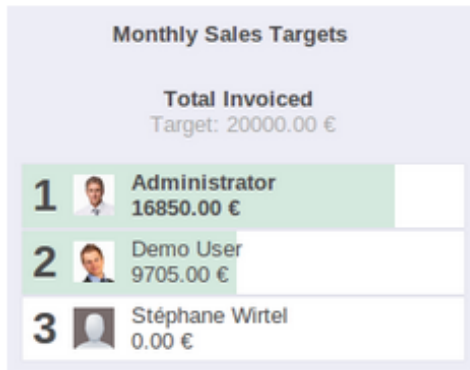 Monthly Sales Targets
Total Invoiced
Target: 20000.00 €
1
Administrator
16850.00 €
2
Demo User
9705.00 €
3
Stéphane Wirtel
0.00 €